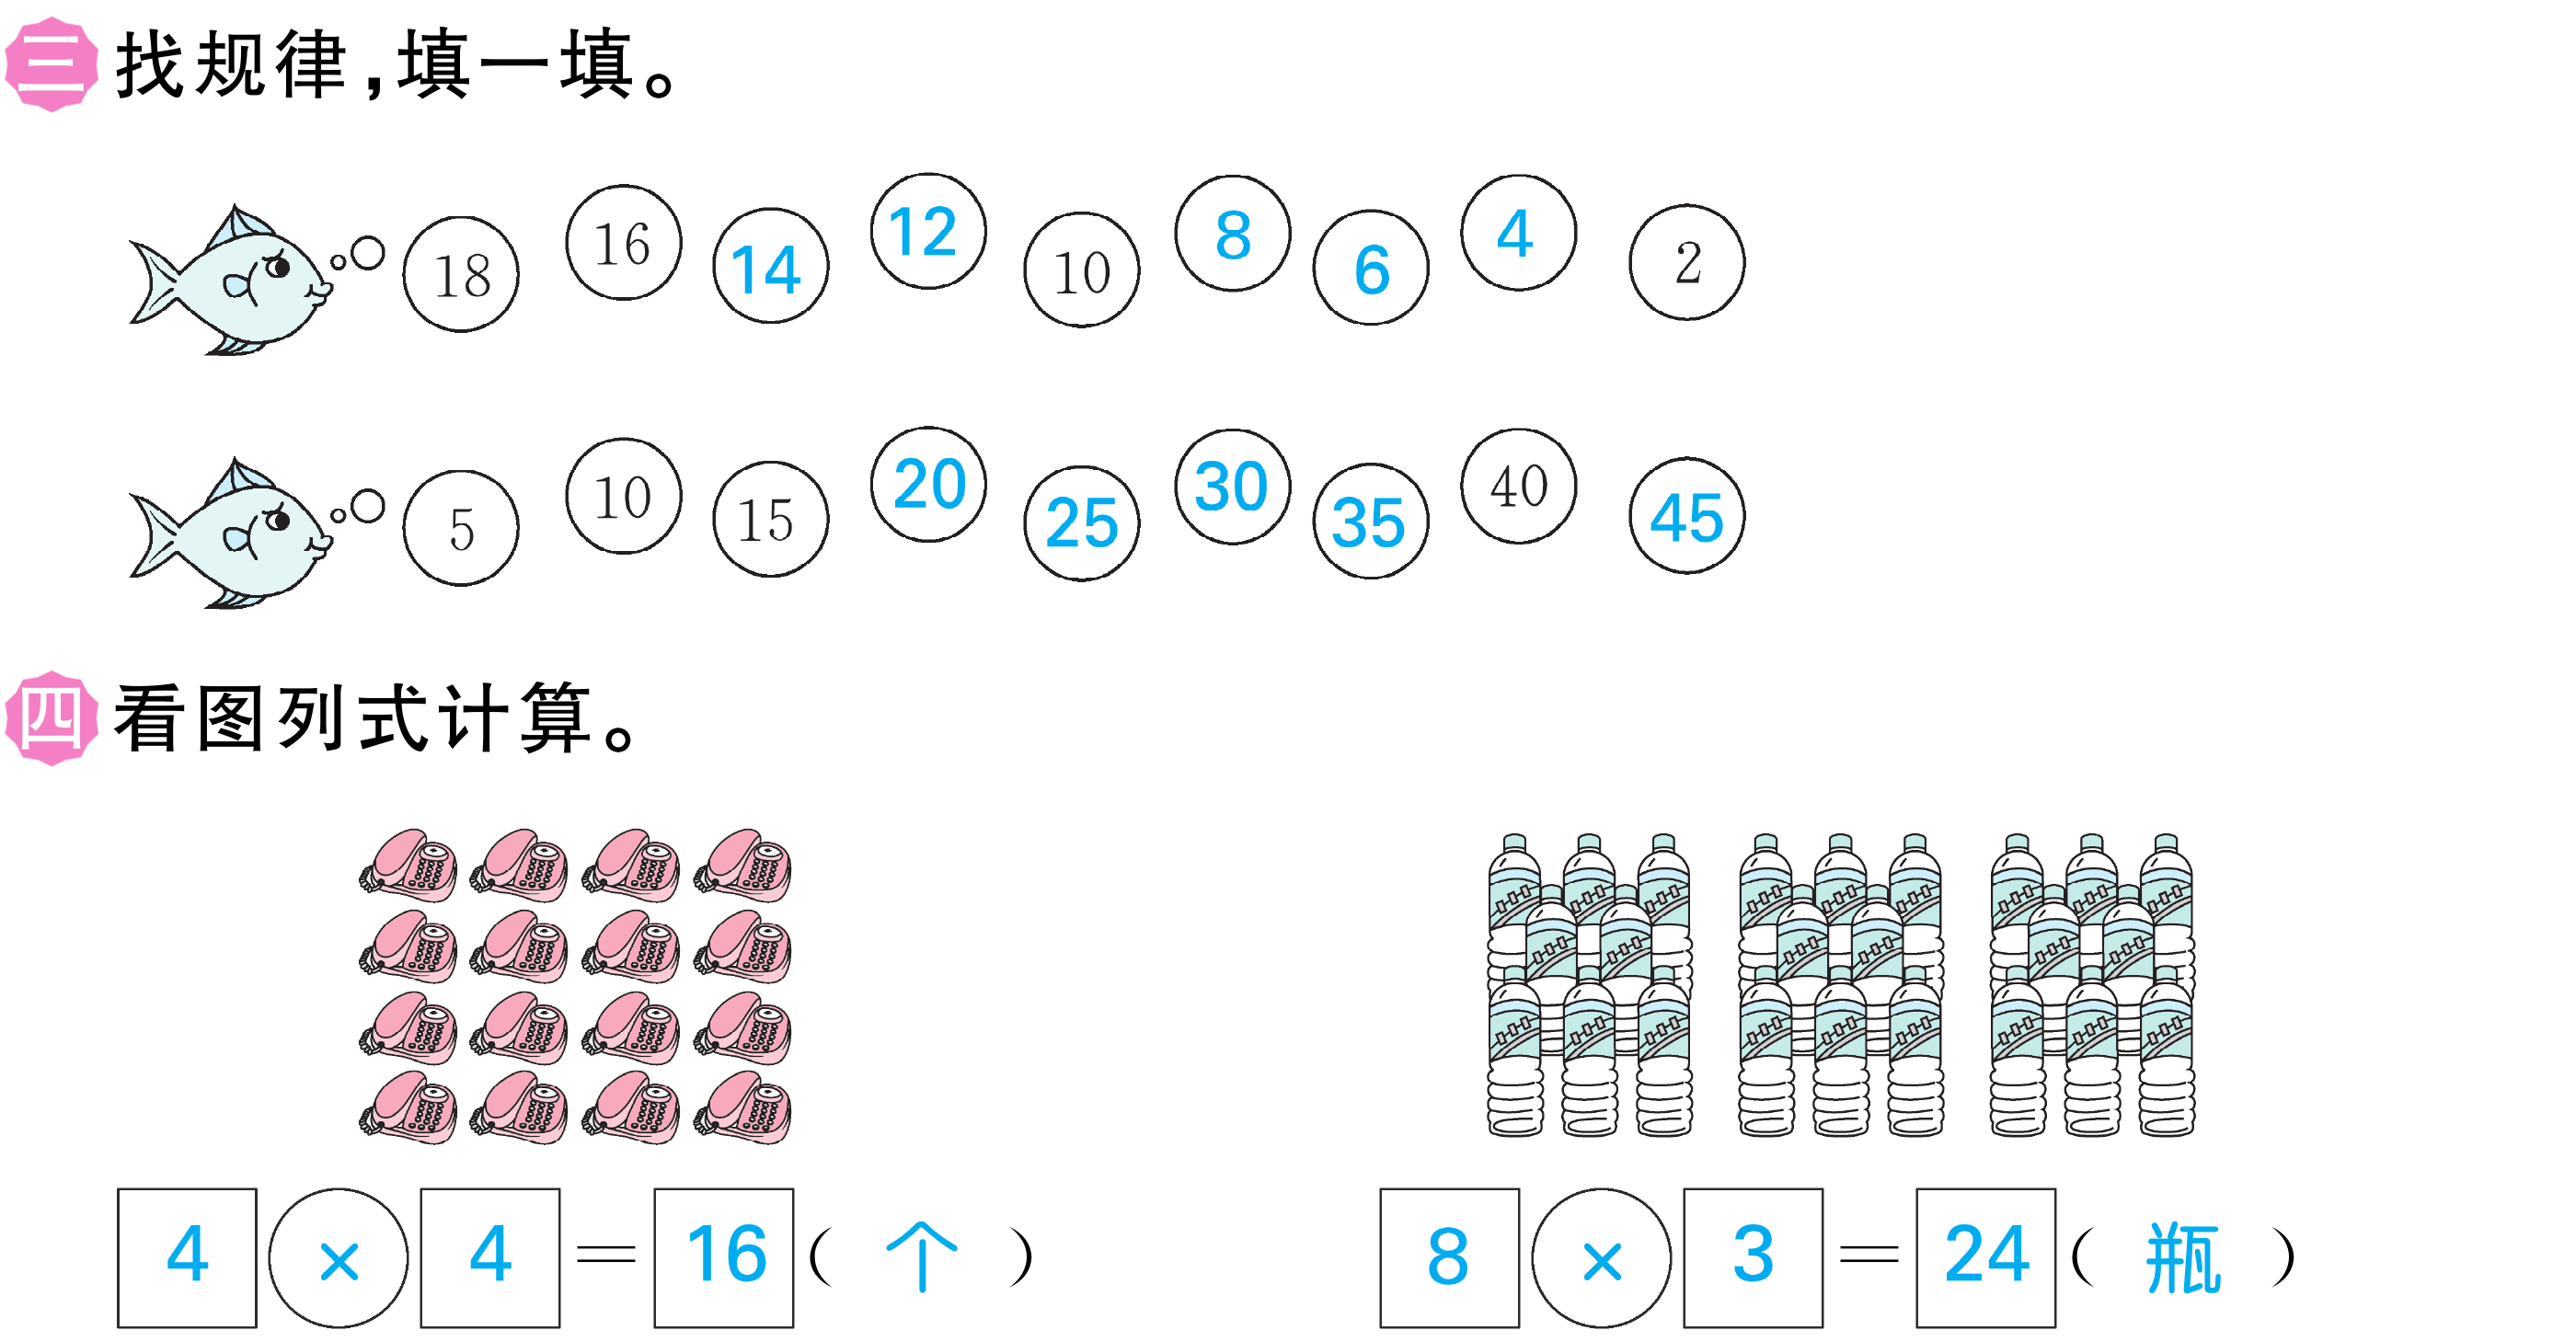 三 找规律,填一填。
18 16 14 12 10 8 6 4 2
5 10 15 20 25 30 35 40 45
四 看图列式计算。
4 × 4 = 16 ( 个 )
8 × 3 = 24 ( 瓶 )